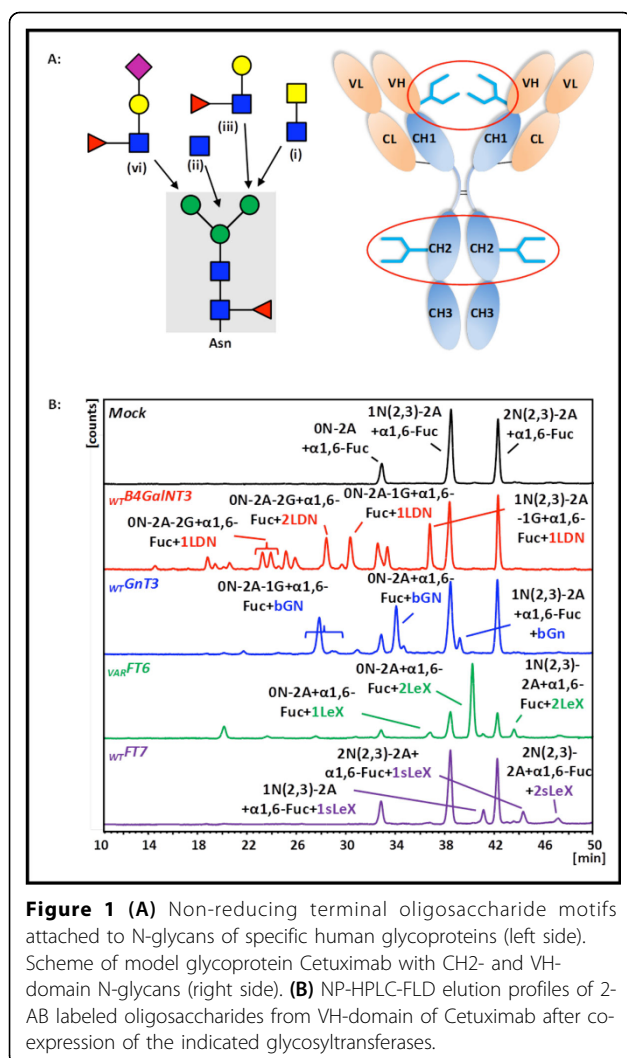 A:
(vi)
(ii)
(iii)
(i)
Asn
VL
VH
CL
CH1
CH1
VH
VL
CL
=
CH2
CH2
CH3
CH3
B:
[counts]
Mock
0N-2A
+α1,6-Fuc
1N(2,3)-2A
+α1,6-Fuc
2N(2,3)-2A
+α1,6-Fuc
WTB4GalNT3
0N-2A-2G+α1,6-
Fuc+1LDN
0N-2A-2G+α1,6-
Fuc+2LDN
0N-2A-1G+α1,6-
Fuc+1LDN
1N(2,3)-2A
-1G+α1,6-
Fuc+1LDN
WTGnT3
0N-2A-1G+α1,6-
Fuc+bGN
0N-2A+α1,6-
Fuc+bGN
1N(2,3)-2A
+α1,6-Fuc
+bGn
VARFT6
0N-2A+α1,6-
Fuc+1LeX
0N-2A+α1,6-
Fuc+2LeX
1N(2,3)-
2A+α1,6-
Fuc+2LeX
WTFT7
1N(2,3)-2A
+α1,6-Fuc+1sLeX
2N(2,3)-2A+
α1,6-Fuc+1sLeX
2N(2,3)-
2A+α1,6-Fuc
+2sLeX
10 14 18 22 26 30 34 38 42 46 50
[min]
Figure 1 (A) Non-reducing terminal oligosaccharide motifs
attached to N-glycans of specific human glycoproteins (left side).
Scheme of model glycoprotein Cetuximab with CH2- and VH-
domain N-glycans (right side). (B) NP-HPLC-FLD elution profiles of 2-
AB labeled oligosaccharides from VH-domain of Cetuximab after co-
expression of the indicated glycosyltransferases.